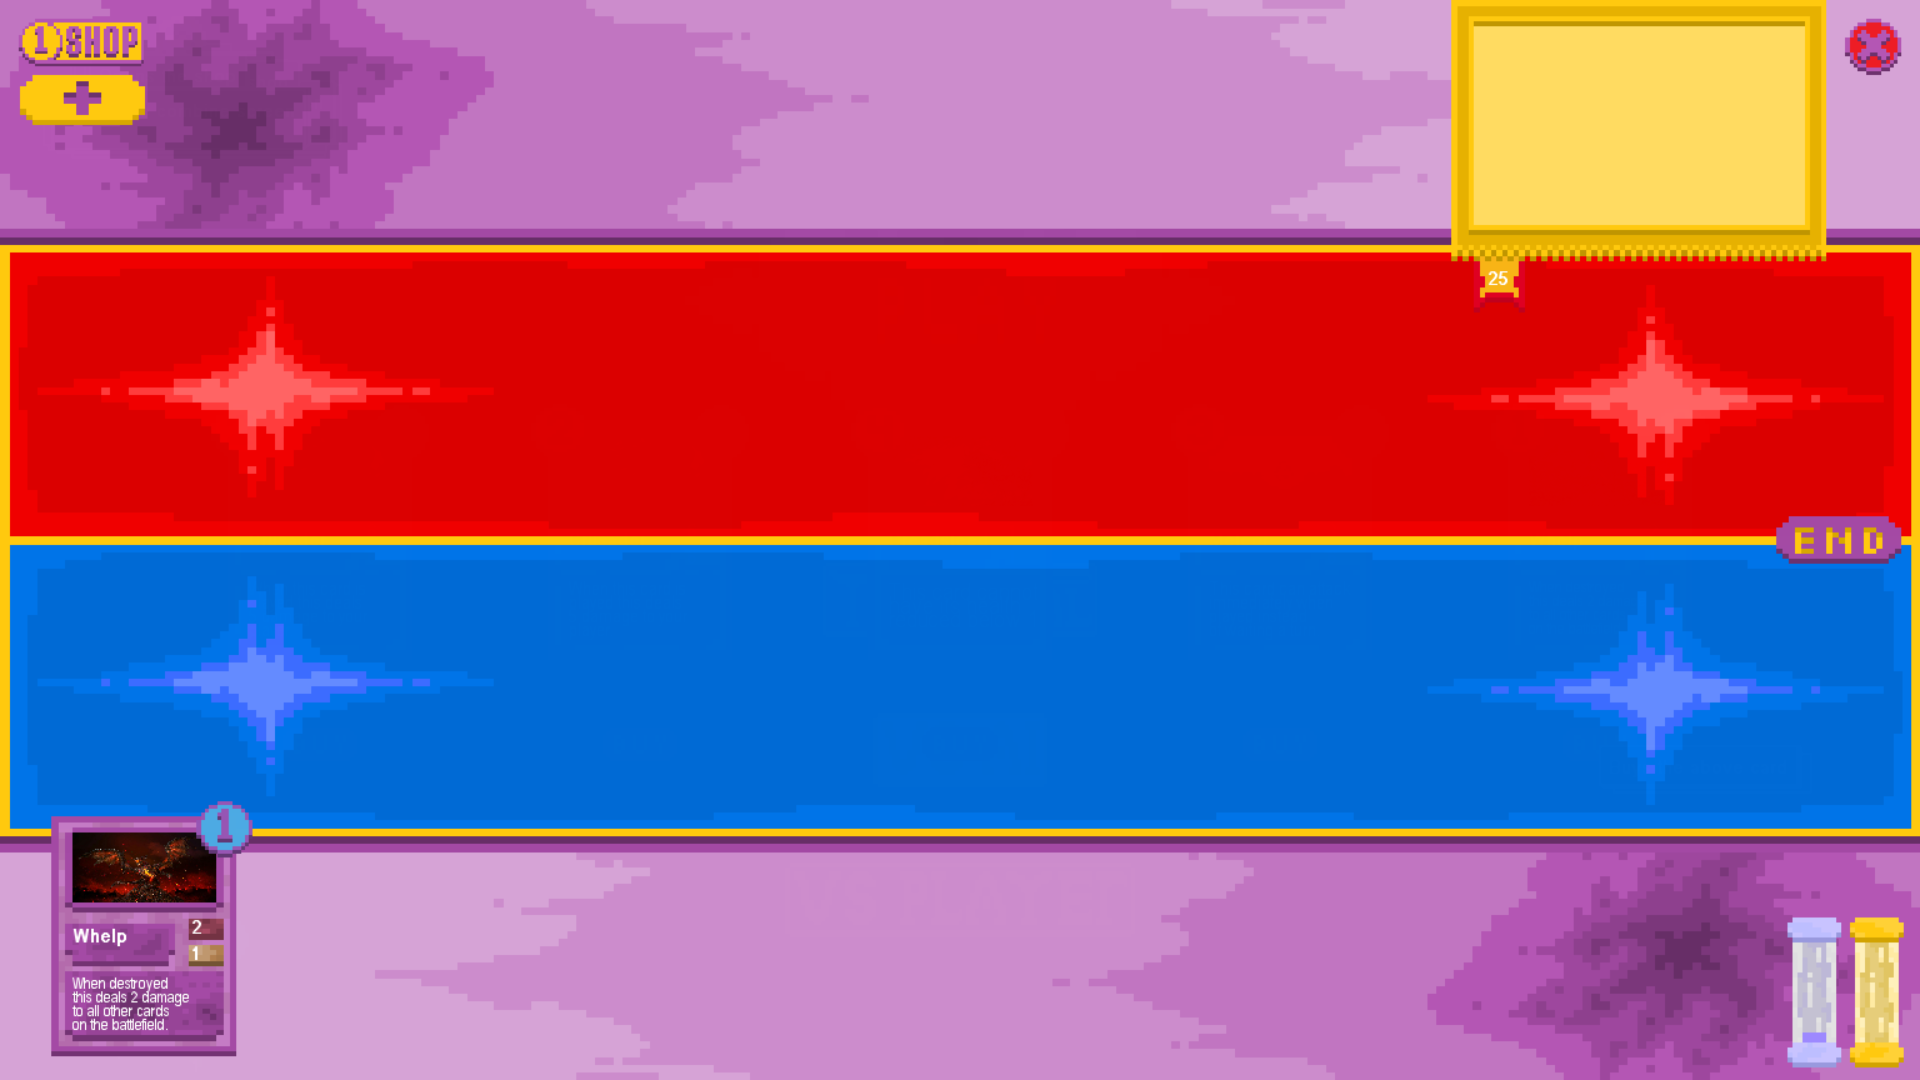 1 SHOP
25
END
1
2
Whelp
1
When destroyed
this deals 2 damage
to all other cards
on the battlefield.